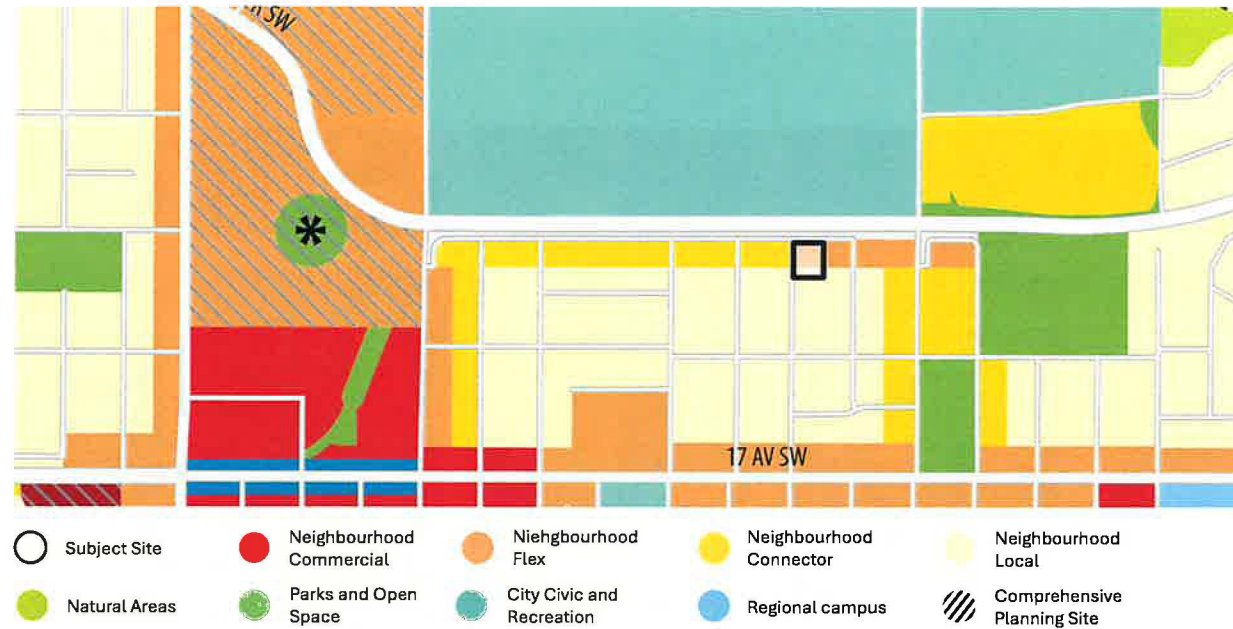 SW
17 AV SW
Subject Site
Neighbourhood
Commercial
Niehgbourhood
Flex
Neighbourhood
Connector
Neighbourhood
Local
Natural Areas
Parks and Open
Space
City Civic and
Recreation
Regional campus
Comprehensive
Planning Site